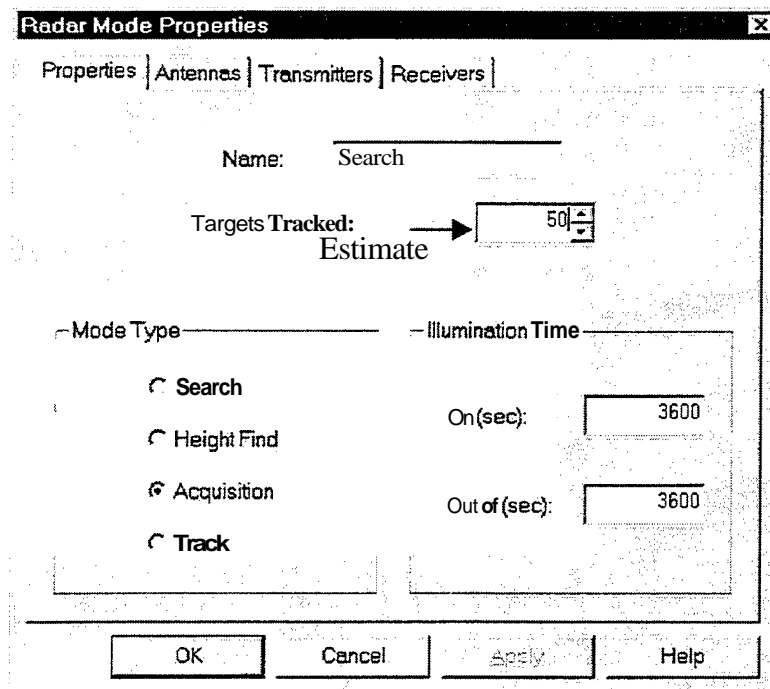 Radar Mode Properties
Properties Antennas Transmitters Receivers
Name: Search
Targets Tracked: 50
Estimate
Mode Type
Search
Height Find
Acquisition
Track
Illumination Time
On (sec): 3600
Out of (sec): 3600
OK Cancel Apply Help